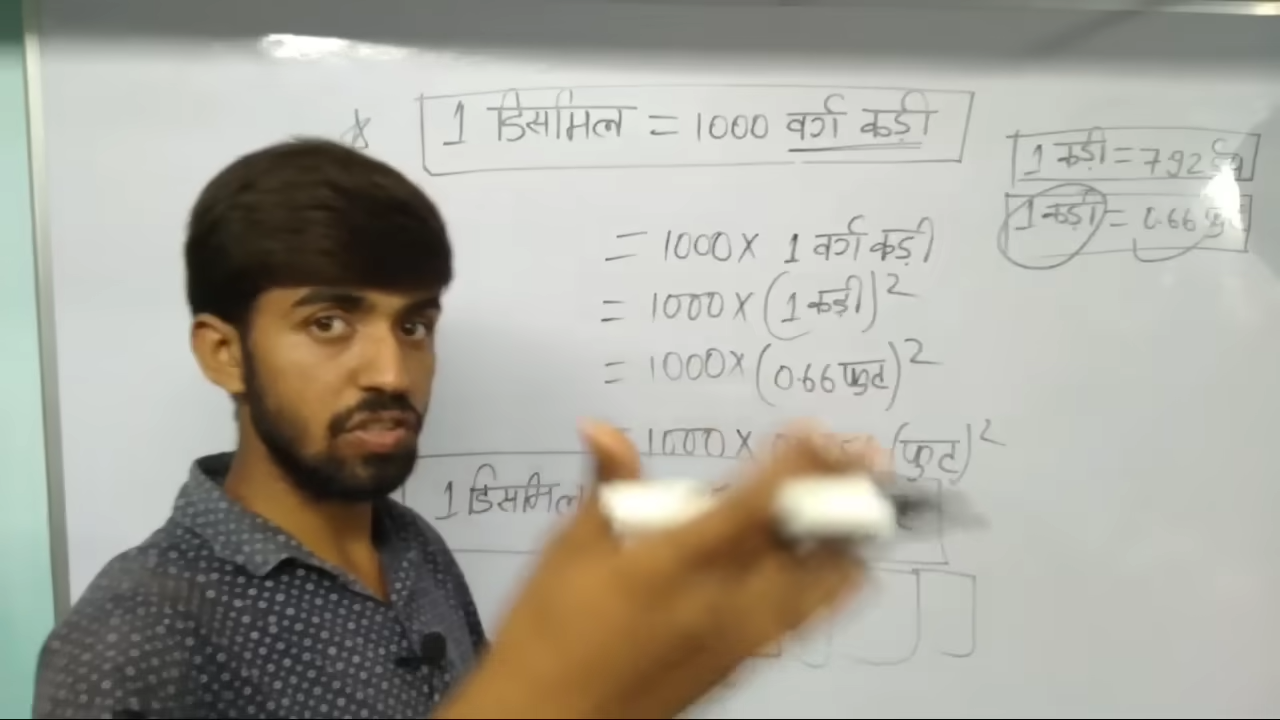 1 डिसमिल = 1000 वर्ग कड़ी
1 कड़ी = 7.92
1 कड़ी = 0.66 फुट
= 1000 × 1 वर्ग कड़ी
= 1000 × (1 कड़ी)²
= 1000 × (0.66 फुट)²
= 1000 × (फुट)²
1 डिसमिल